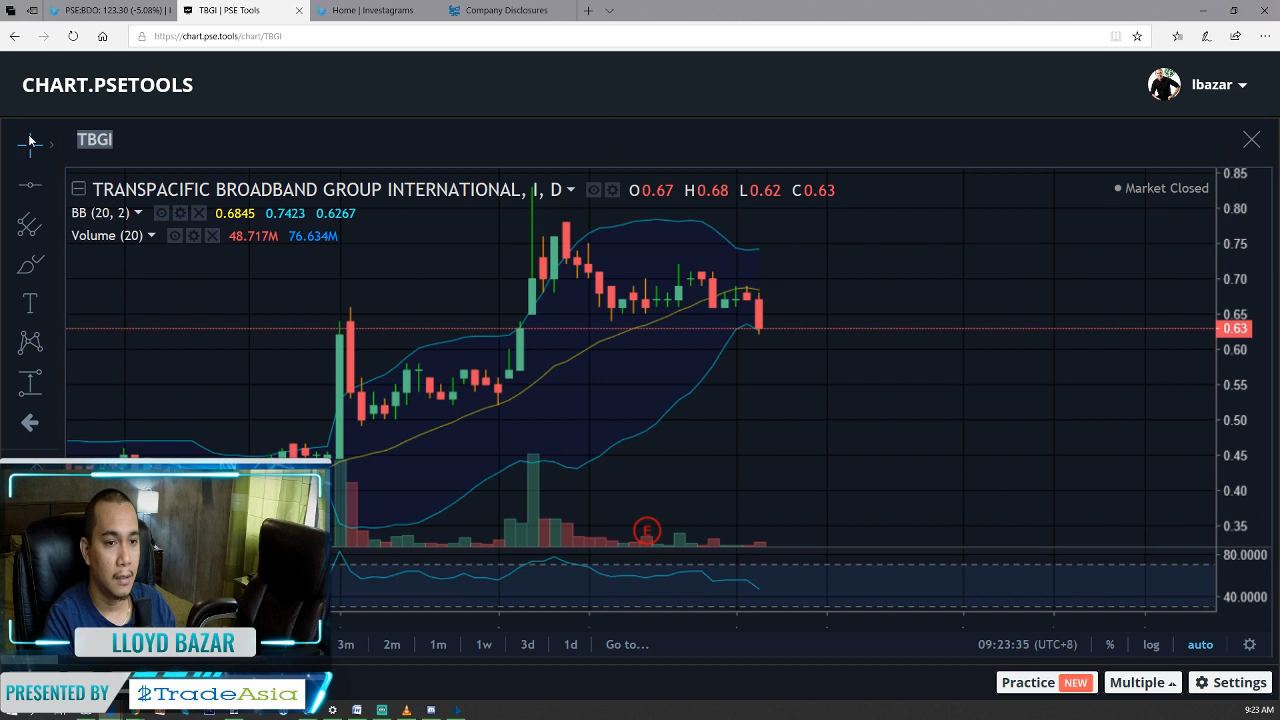 PSE:BDO: 123.30 (-5.08%) |
TBGI | PSE Tools
Home | Investagrams
Company Disclosures
https://chart.pse.tools/chart/TBGI
CHART.PSETOOLS
lbazar
TBGI
TRANSPACIFIC BROADBAND GROUP INTERNATIONAL, I, D
O0.67 H0.68 L0.62 C0.63
Market Closed
BB (20, 2) 0.6845 0.7423 0.6267
Volume (20) 48.717M 76.634M
0.85
0.80
0.75
0.70
0.65
0.63
0.60
0.55
0.50
0.45
0.40
0.35
80.0000
40.0000
T
E
LLOYD BAZAR
3m 2m 1m 1w 3d 1d Go to...
09:23:35 (UTC+8) % log auto
PRESENTED BY
$TradeAsia
Practice NEW
Multiple
Settings
9:23 AM